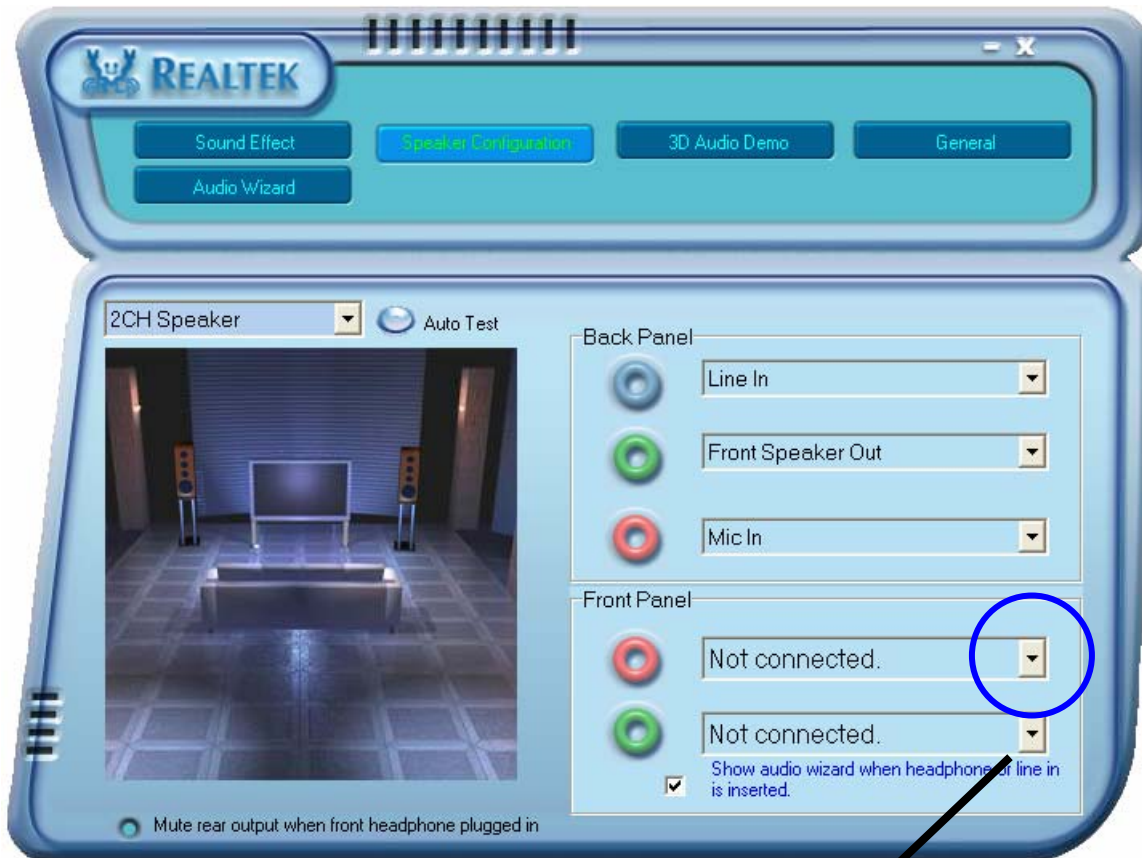 REALTEK
- X
Sound Effect
Speaker Configuration
3D Audio Demo
General
Audio Wizard
2CH Speaker
Auto Test
Back Panel
Line In
Front Speaker Out
Mic In
Front Panel
Not connected.
Not connected.
Show audio wizard when headphone or line in
is inserted.
Mute rear output when front headphone plugged in